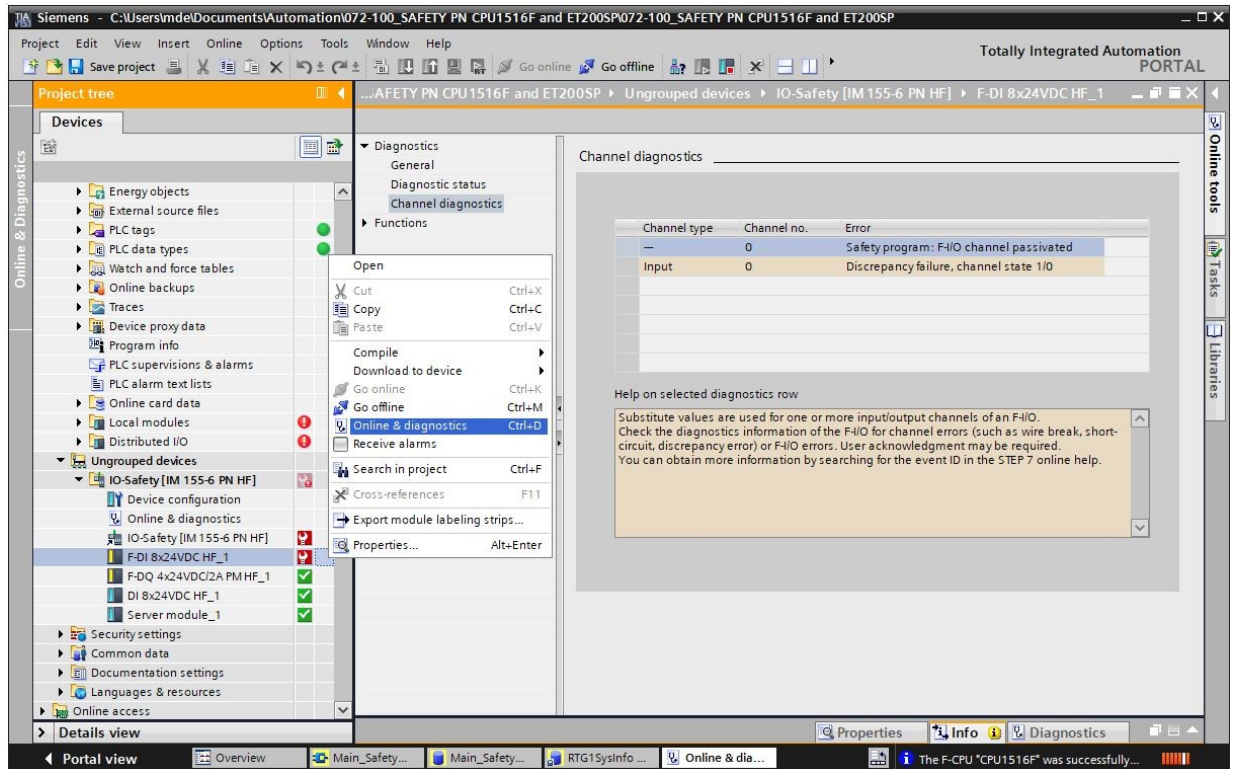 Siemens - C:\Users\mde\Documents\Automation\072-100_SAFETY PN CPU1516F and ET200SP\072-100_SAFETY PN CPU1516F and ET200SP
Project Edit View Insert Online Options Tools Window Help
Totally Integrated Automation
PORTAL
Save project Go online Go offline
Project tree
...AFETY PN CPU1516F and ET200SP Ungrouped devices IO-Safety [IM 155-6 PN HF] F-DI 8x24VDC HF_1
Devices
Online & Diagnostics
Energy objects
External source files
PLC tags
PLC data types
Watch and force tables
Online backups
Traces
Device proxy data
Program info
PLC supervisions & alarms
PLC alarm text lists
Online card data
Local modules
Distributed I/O
Ungrouped devices
IO-Safety [IM 155-6 PN HF]
Device configuration
Online & diagnostics
IO-Safety [IM 155-6 PN HF]
F-DI 8x24VDC HF_1
F-DQ 4x24VDC/2A PM HF_1
DI 8x24VDC HF_1
Server module_1
Security settings
Common data
Documentation settings
Languages & resources
Online access
Details view
Diagnostics
General
Diagnostic status
Channel diagnostics
Functions
Open
Cut Ctrl+X
Copy Ctrl+C
Paste Ctrl+V
Compile
Download to device
Go online Ctrl+K
Go offline Ctrl+M
Online & diagnostics Ctrl+D
Receive alarms
Search in project Ctrl+F
Cross-references F11
Export module labeling strips...
Properties... Alt+Enter
Channel diagnostics
Channel type Channel no. Error
— 0 Safety program: F-I/O channel passivated
Input 0 Discrepancy failure, channel state 1/0
Help on selected diagnostics row
Substitute values are used for one or more input/output channels of an F-I/O.
Check the diagnostics information of the F-I/O for channel errors (such as wire break, short-
circuit, discrepancy error) or F-I/O errors. User acknowledgment may be required.
You can obtain more information by searching for the event ID in the STEP 7 online help.
Online tools
Tasks
Libraries
Properties Info Diagnostics
Portal view Overview Main_Safety... Main_Safety... RTG1SysInfo ... Online & dia... The F-CPU "CPU1516F" was successfully...